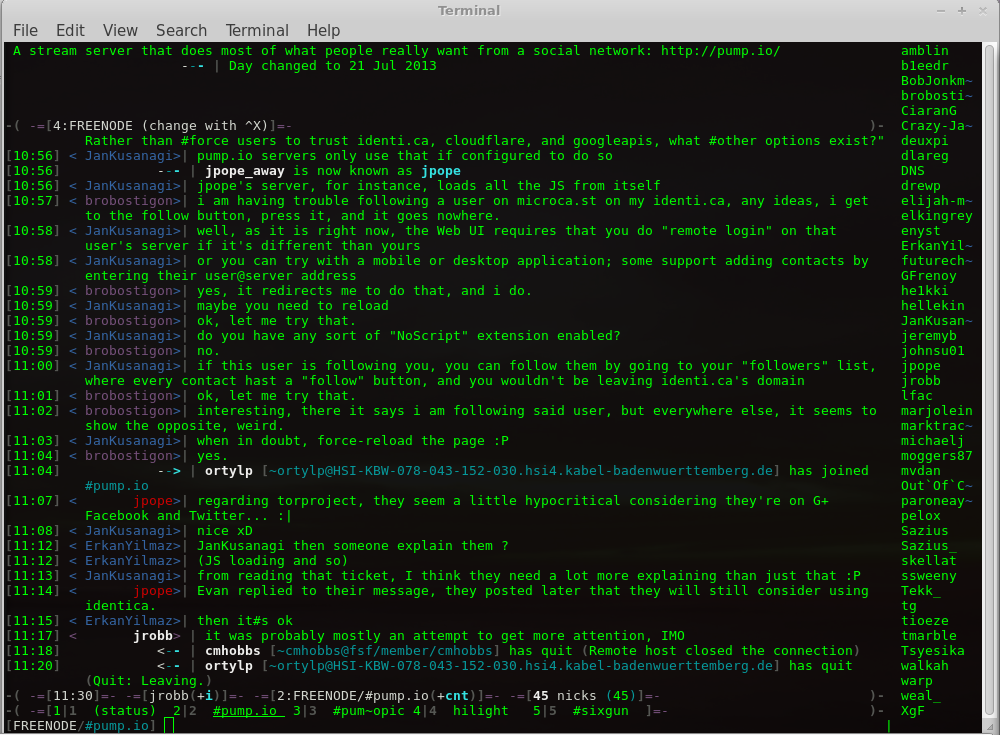 Terminal
File Edit View Search Terminal Help
A stream server that does most of what people really want from a social network: http://pump.io/ amblin
--- | Day changed to 21 Jul 2013 b1eedr
BobJonkm~
brobosti~
CiaranG
-( -=[4:FREENODE (change with ^X)]=- )- Crazy-Ja~
Rather than #force users to trust identi.ca, cloudflare, and googleapis, what #other options exist?" deuxpi
[10:56] < JanKusanagi>| pump.io servers only use that if configured to do so dlareg
[10:56] --- | jpope_away is now known as jpope DNS
[10:56] < JanKusanagi>| jpope's server, for instance, loads all the JS from itself drewp
[10:57] < brobostigon>| i am having trouble following a user on microca.st on my identi.ca, any ideas, i get elijah-m~
to the follow button, press it, and it goes nowhere. elkingrey
[10:58] < JanKusanagi>| well, as it is right now, the Web UI requires that you do "remote login" on that enyst
user's server if it's different than yours ErkanYil~
[10:58] < JanKusanagi>| or you can try with a mobile or desktop application; some support adding contacts by futurech~
entering their user@server address GFrenoy
[10:59] < brobostigon>| yes, it redirects me to do that, and i do. he1kki
[10:59] < JanKusanagi>| maybe you need to reload hellekin
[10:59] < brobostigon>| ok, let me try that. JanKusan~
[10:59] < JanKusanagi>| do you have any sort of "NoScript" extension enabled? jeremyb
[10:59] < brobostigon>| no. johnsu01
[11:00] < JanKusanagi>| if this user is following you, you can follow them by going to your "followers" list, jpope
where every contact hast a "follow" button, and you wouldn't be leaving identi.ca's domain jrobb
[11:01] < brobostigon>| ok, let me try that. lfac
[11:02] < brobostigon>| interesting, there it says i am following said user, but everywhere else, it seems to marjolein
show the opposite, weird. marktrac~
[11:03] < JanKusanagi>| when in doubt, force-reload the page :P michaelj
[11:04] < brobostigon>| yes. moggers87
[11:04] --> | ortylp [~ortylp@HSI-KBW-078-043-152-030.hsi4.kabel-badenwuerttemberg.de] has joined mvdan
#pump.io Out`Of`C~
[11:07] < jpope>| regarding torproject, they seem a little hypocritical considering they're on G+ paroneay~
Facebook and Twitter... :| pelox
[11:08] < JanKusanagi>| nice xD Sazius
[11:12] < ErkanYilmaz>| JanKusanagi then someone explain them ? Sazius_
[11:12] < ErkanYilmaz>| (JS loading and so) skellat
[11:13] < JanKusanagi>| from reading that ticket, I think they need a lot more explaining than just that :P ssweeny
[11:14] < jpope>| Evan replied to their message, they posted later that they will still consider using Tekk_
identica. tg
[11:15] < ErkanYilmaz>| then it#s ok tioeze
[11:17] < jrobb> | it was probably mostly an attempt to get more attention, IMO tmarble
[11:18] <-- | cmhobbs [~cmhobbs@fsf/member/cmhobbs] has quit (Remote host closed the connection) Tsyesika
[11:20] <-- | ortylp [~ortylp@HSI-KBW-078-043-152-030.hsi4.kabel-badenwuerttemberg.de] has quit walkah
(Quit: Leaving.) warp
-( -=[11:30]=- -=[jrobb(+i)]=- -=[2:FREENODE/#pump.io(+cnt)]=- -=[45 nicks (45)]=- )- weal_
-( -=[1|1 (status) 2|2 #pump.io 3|3 #pum~opic 4|4 hilight 5|5 #sixgun ]=- )- XgF
[FREENODE/#pump.io]